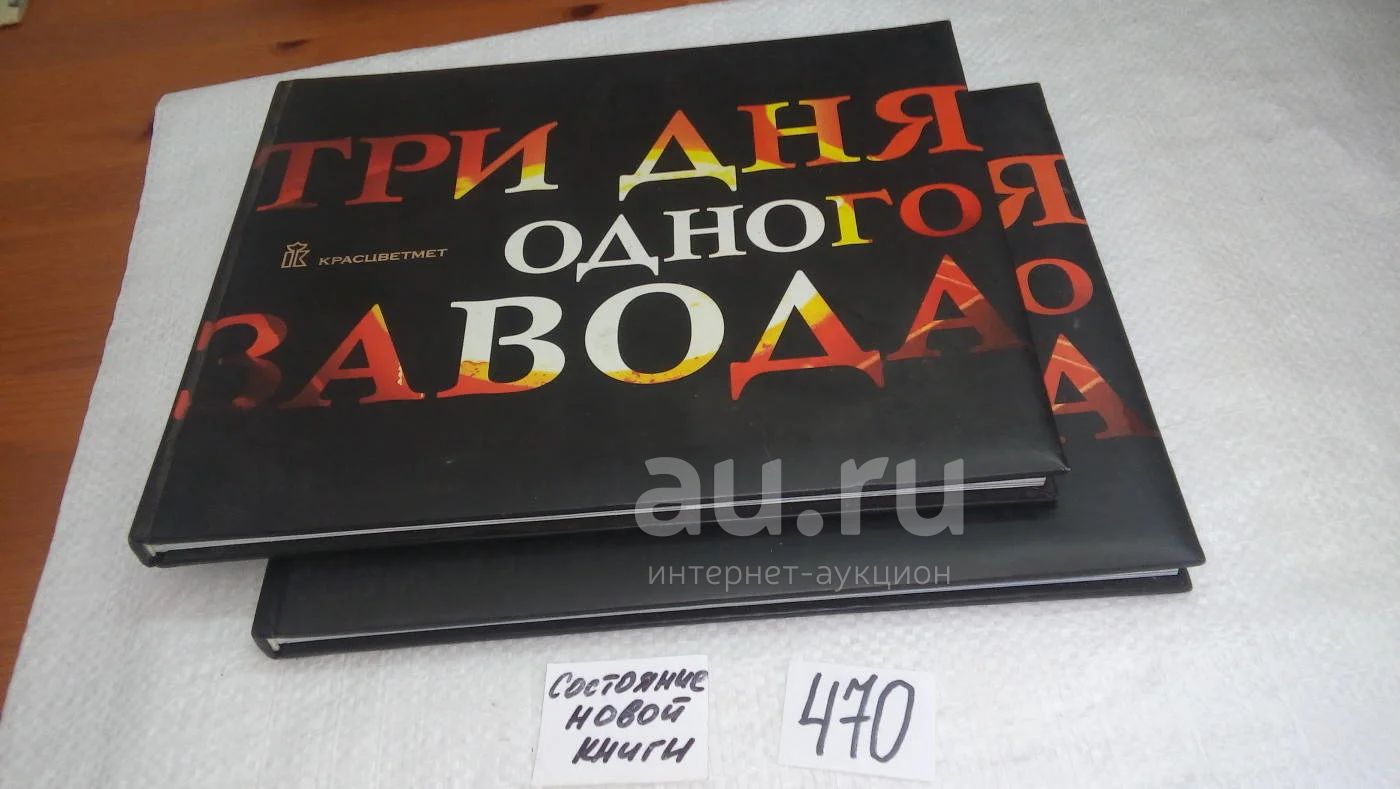 ТРИ ДНЯ
ОДНОГО
КРАСЦВЕТМЕТ
ЗАВОДА
Я
О
А
au.ru
интернет-аукцион
Состояние
новой
книги
470